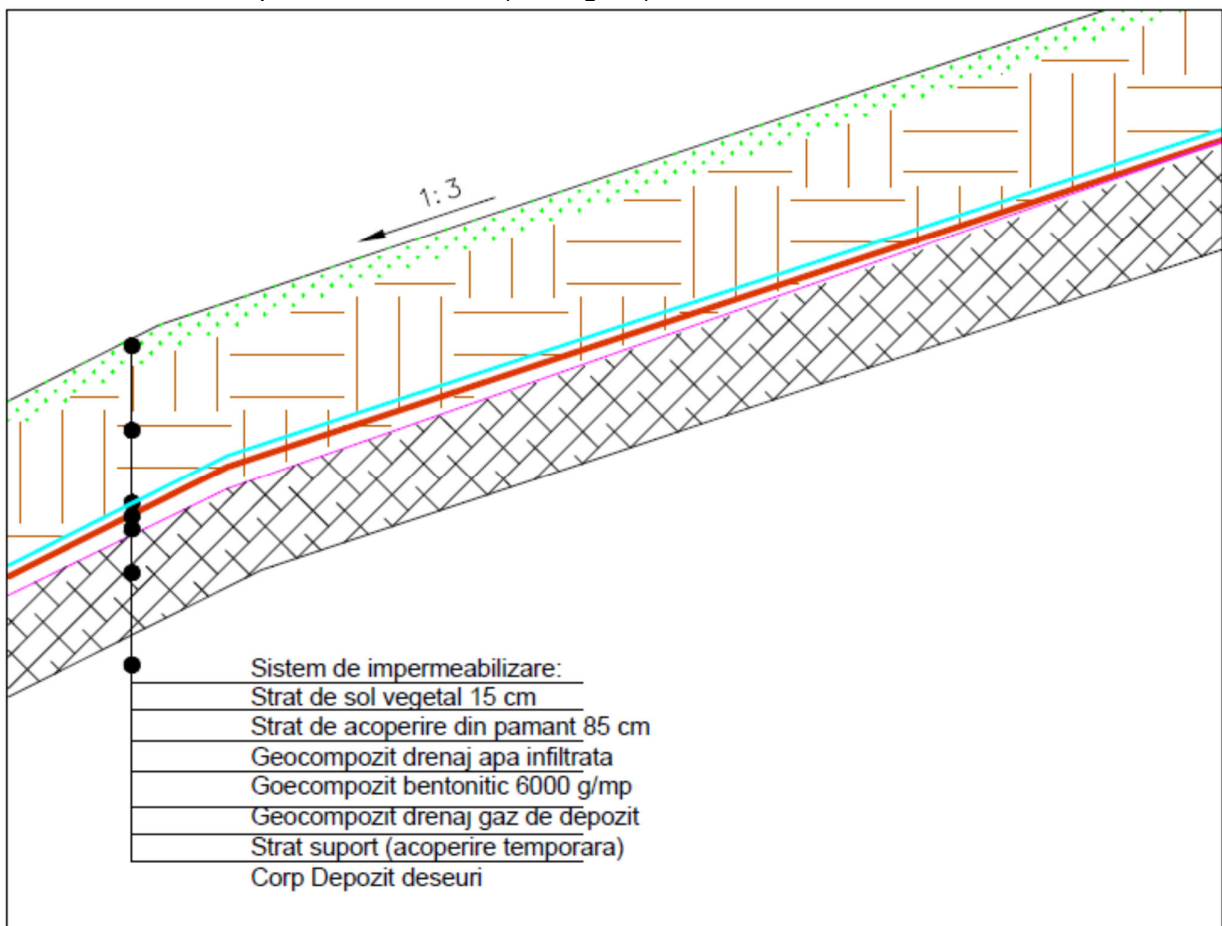 1:3
Sistem de impermeabilizare:
Strat de sol vegetal 15 cm
Strat de acoperire din pamant 85 cm
Geocompozit drenaj apa infiltrata
Goecompozit bentonitic 6000 g/mp
Geocompozit drenaj gaz de depozit
Strat suport (acoperire temporara)
Corp Depozit deseuri